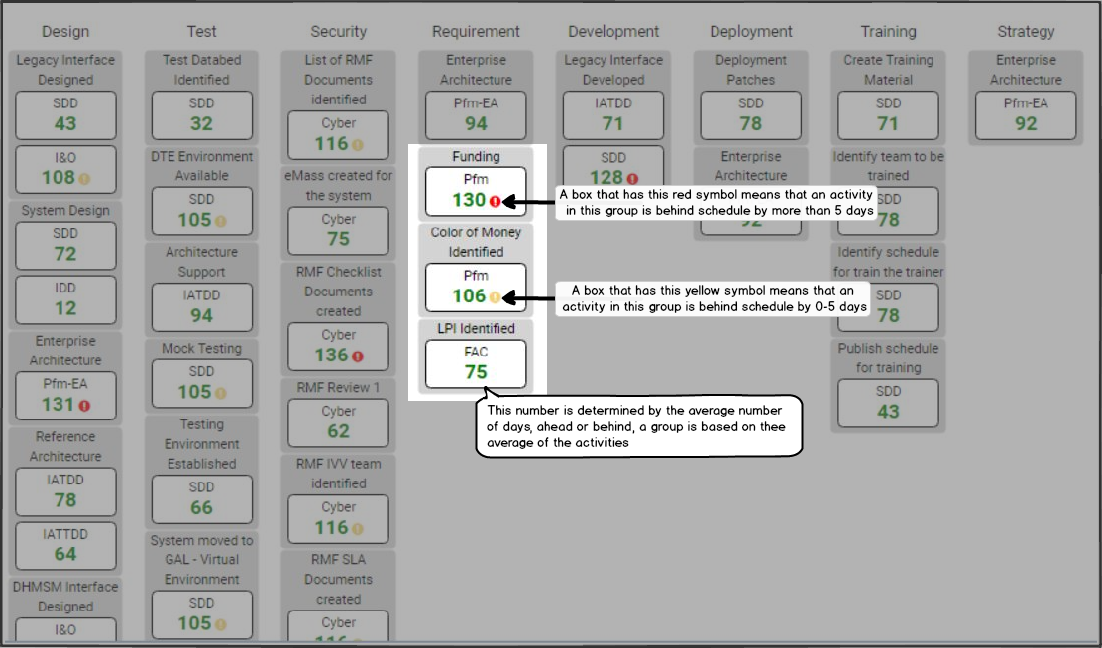 Design
Legacy Interface
Designed
SDD
43
I&O
108
System Design
SDD
72
IDD
12
Enterprise
Architecture
Pfm-EA
131
Reference
Architecture
IATDD
78
IATTDD
64
DHMSM Interface
Designed
I&O
Test
Test Databed
Identified
SDD
32
DTE Environment
Available
SDD
105
Architecture
Support
IATDD
94
Mock Testing
SDD
105
Testing
Environment
Established
SDD
66
System moved to
GAL - Virtual
Environment
SDD
105
Security
List of RMF
Documents
identified
Cyber
116
eMass created for
the system
Cyber
75
RMF Checklist
Documents
created
Cyber
136
RMF Review 1
Cyber
62
RMF IVV team
identified
Cyber
116
RMF SLA
Documents
created
Cyber
116
Requirement
Enterprise
Architecture
Pfm-EA
94
Funding
Pfm
130
Color of Money
Identified
Pfm
106
LPI Identified
FAC
75
Development
Legacy Interface
Developed
IATDD
71
SDD
128
A box that has this red symbol means that an activity
in this group is behind schedule by more than 5 days
A box that has this yellow symbol means that an
activity in this group is behind schedule by 0-5 days
This number is determined by the average number
of days, ahead or behind, a group is based on thee
average of the activities
Deployment
Deployment
Patches
SDD
78
Enterprise
Architecture
92
Training
Create Training
Material
SDD
71
Identify team to be
trained
78
Identify schedule
for train the trainer
SDD
78
Publish schedule
for training
SDD
43
Strategy
Enterprise
Architecture
Pfm-EA
92